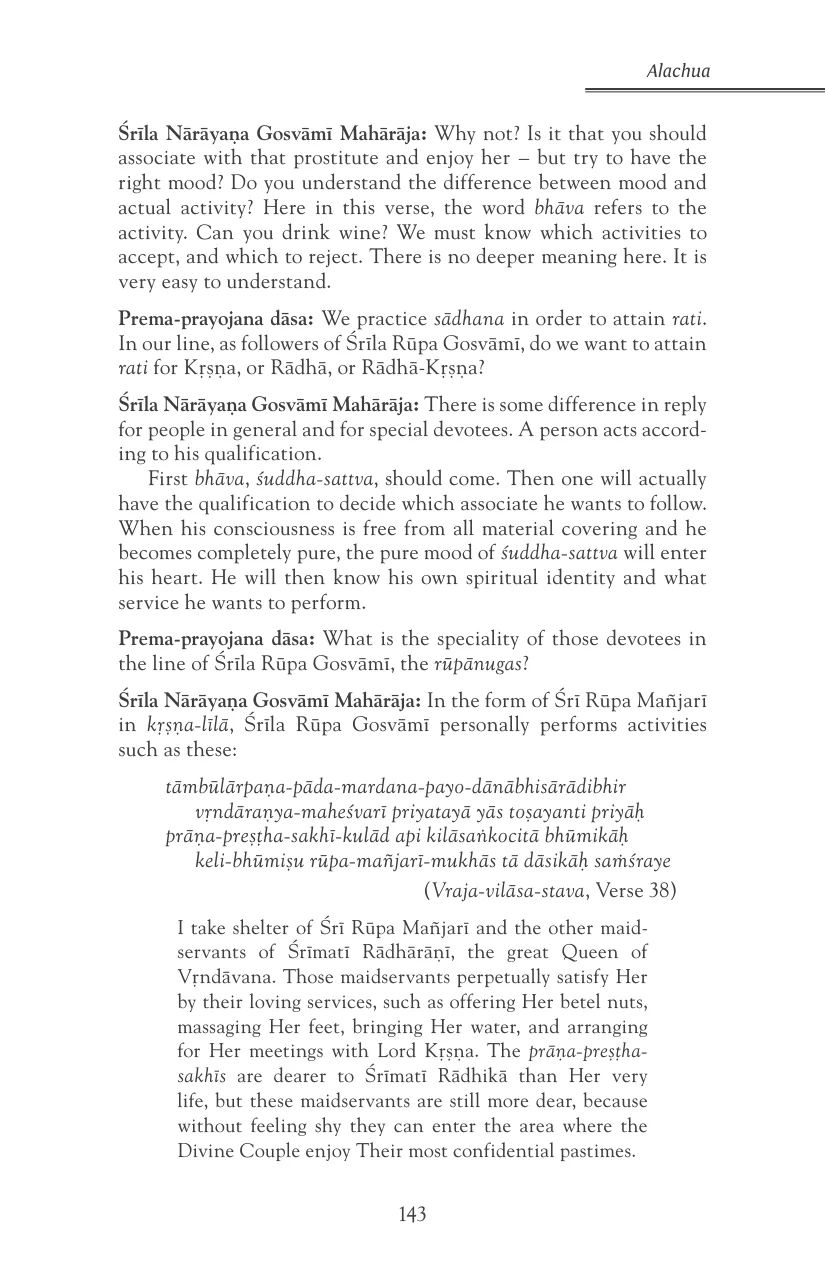 Alachua
Śrīla Nārāyaṇa Gosvāmī Mahārāja: Why not? Is it that you should
associate with that prostitute and enjoy her – but try to have the
right mood? Do you understand the difference between mood and
actual activity? Here in this verse, the word bhāva refers to the
activity. Can you drink wine? We must know which activities to
accept, and which to reject. There is no deeper meaning here. It is
very easy to understand.
Prema-prayojana dāsa: We practice sādhana in order to attain rati.
In our line, as followers of Śrīla Rūpa Gosvāmī, do we want to attain
rati for Kṛṣṇa, or Rādhā, or Rādhā-Kṛṣṇa?
Śrīla Nārāyaṇa Gosvāmī Mahārāja: There is some difference in reply
for people in general and for special devotees. A person acts accord-
ing to his qualification.
First bhāva, śuddha-sattva, should come. Then one will actually
have the qualification to decide which associate he wants to follow.
When his consciousness is free from all material covering and he
becomes completely pure, the pure mood of śuddha-sattva will enter
his heart. He will then know his own spiritual identity and what
service he wants to perform.
Prema-prayojana dāsa: What is the speciality of those devotees in
the line of Śrīla Rūpa Gosvāmī, the rūpānugas?
Śrīla Nārāyaṇa Gosvāmī Mahārāja: In the form of Śrī Rūpa Mañjarī
in kṛṣṇa-līlā, Śrīla Rūpa Gosvāmī personally performs activities
such as these:
tāmbūlārpaṇa-pāda-mardana-payo-dānābhisārādibhir
vṛndāraṇya-maheśvarī priyatayā yās toṣayanti priyāḥ
prāṇa-preṣṭha-sakhī-kulād api kilāsaṅkocitā bhūmikāḥ
keli-bhūmiṣu rūpa-mañjarī-mukhās tā dāsikāḥ saṁśraye
(Vraja-vilāsa-stava, Verse 38)
I take shelter of Śrī Rūpa Mañjarī and the other maid-
servants of Śrīmatī Rādhārāṇī, the great Queen of
Vṛndāvana. Those maidservants perpetually satisfy Her
by their loving services, such as offering Her betel nuts,
massaging Her feet, bringing Her water, and arranging
for Her meetings with Lord Kṛṣṇa. The prāṇa-preṣṭha-
sakhīs are dearer to Śrīmatī Rādhikā than Her very
life, but these maidservants are still more dear, because
without feeling shy they can enter the area where the
Divine Couple enjoy Their most confidential pastimes.
143